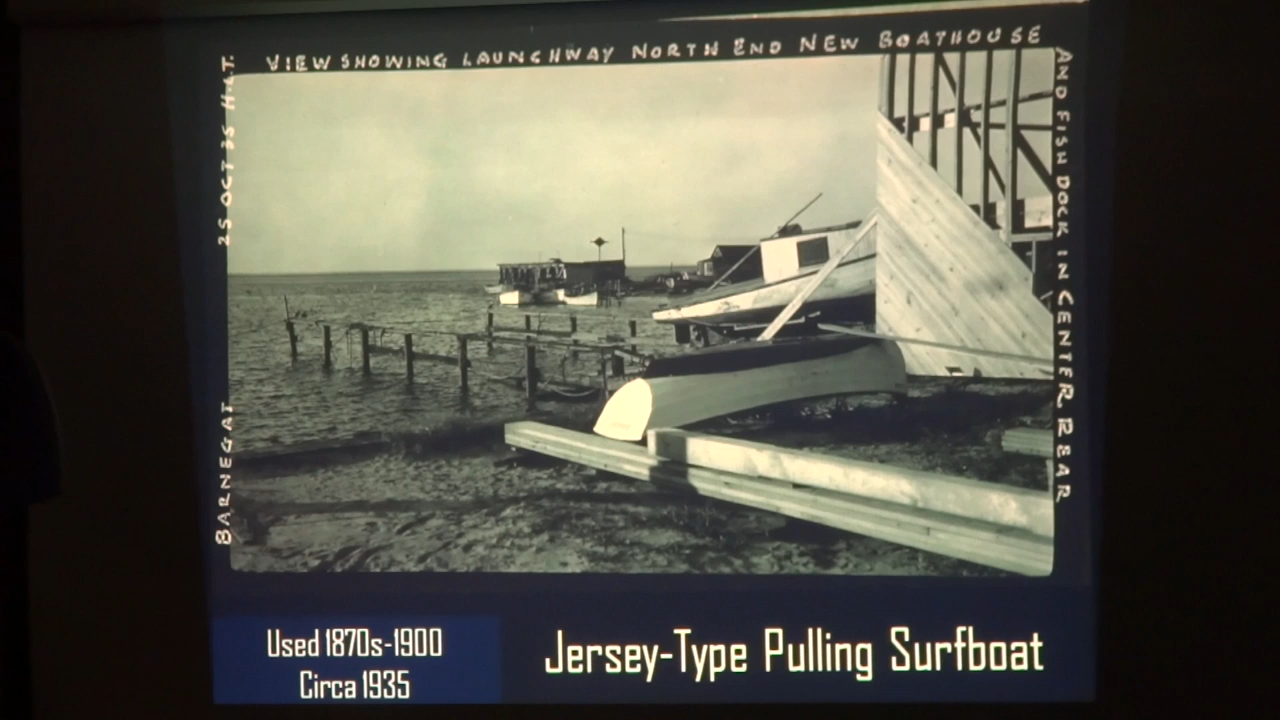 VIEW SHOWING LAUNCHWAY NORTH END NEW BOATHOUSE
AND FISH DOCK IN CENTER REAR
BARNEGAT 25 OCT 35 H.L.T.
Used 1870s-1900
Circa 1935
Jersey-Type Pulling Surfboat